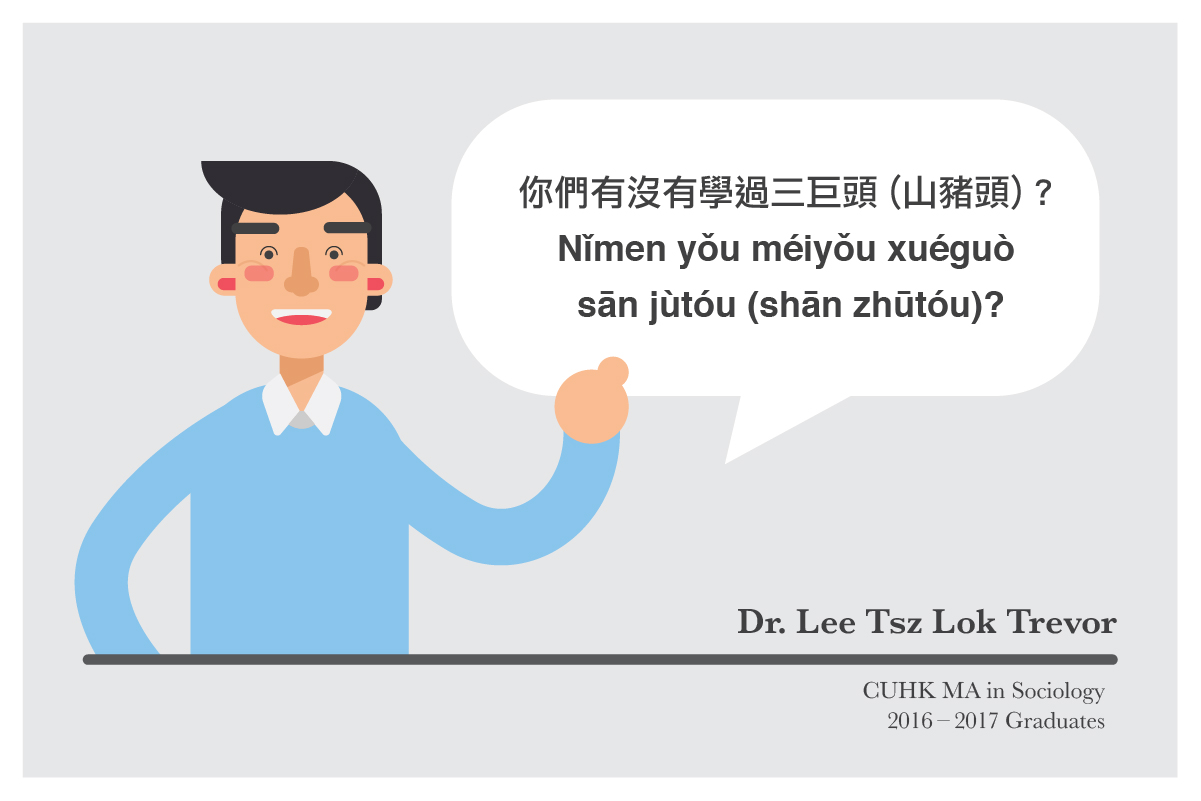 你們有沒有學過三巨頭（山豬頭）?
Nǐmen yǒu méiyǒu xuéguò
sān jùtóu (shān zhūtóu)?
Dr. Lee Tsz Lok Trevor
CUHK MA in Sociology
2016 – 2017 Graduates